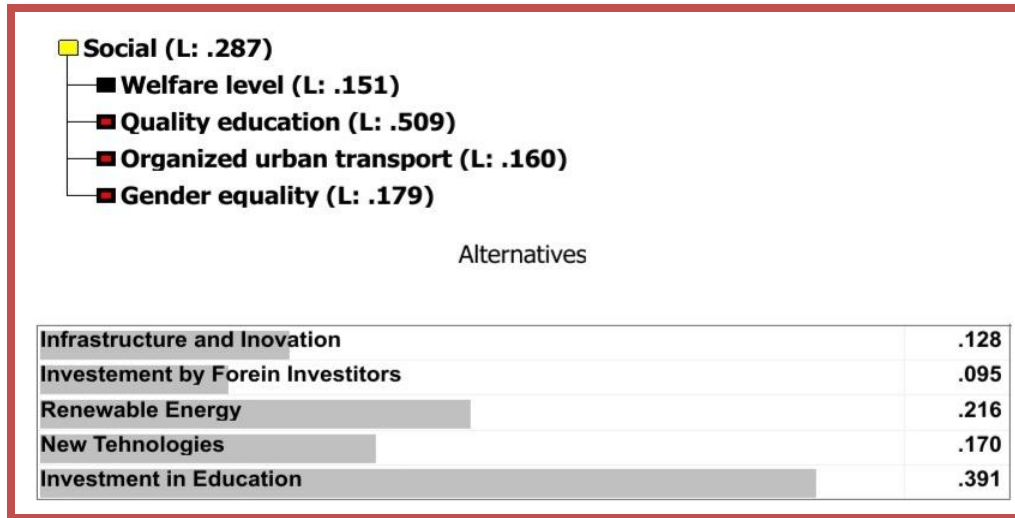 Social (L: .287)
Welfare level (L: .151)
Quality education (L: .509)
Organized urban transport (L: .160)
Gender equality (L: .179)
Alternatives
Infrastructure and Inovation .128
Investement by Forein Investitors .095
Renewable Energy .216
New Tehnologies .170
Investment in Education .391